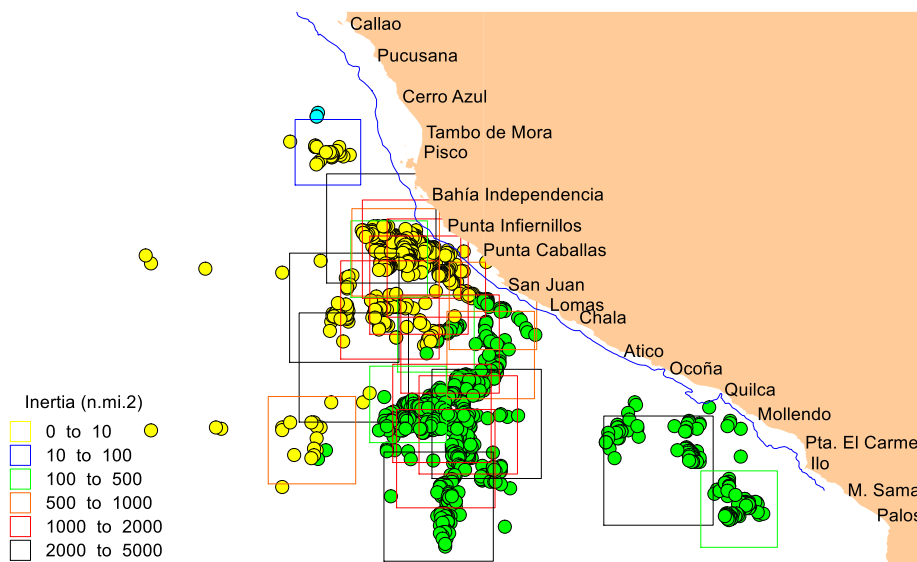 Callao
Pucusana
Cerro Azul
Tambo de Mora
Pisco
Bahía Independencia
Punta Infiernillos
Punta Caballas
San Juan
Lomas
Chala
Atico
Ocoña
Quilca
Mollendo
Pta. El Carme
Ilo
M. Sama
Palos
Inertia (n.mi.2)
0 to 10
10 to 100
100 to 500
500 to 1000
1000 to 2000
2000 to 5000